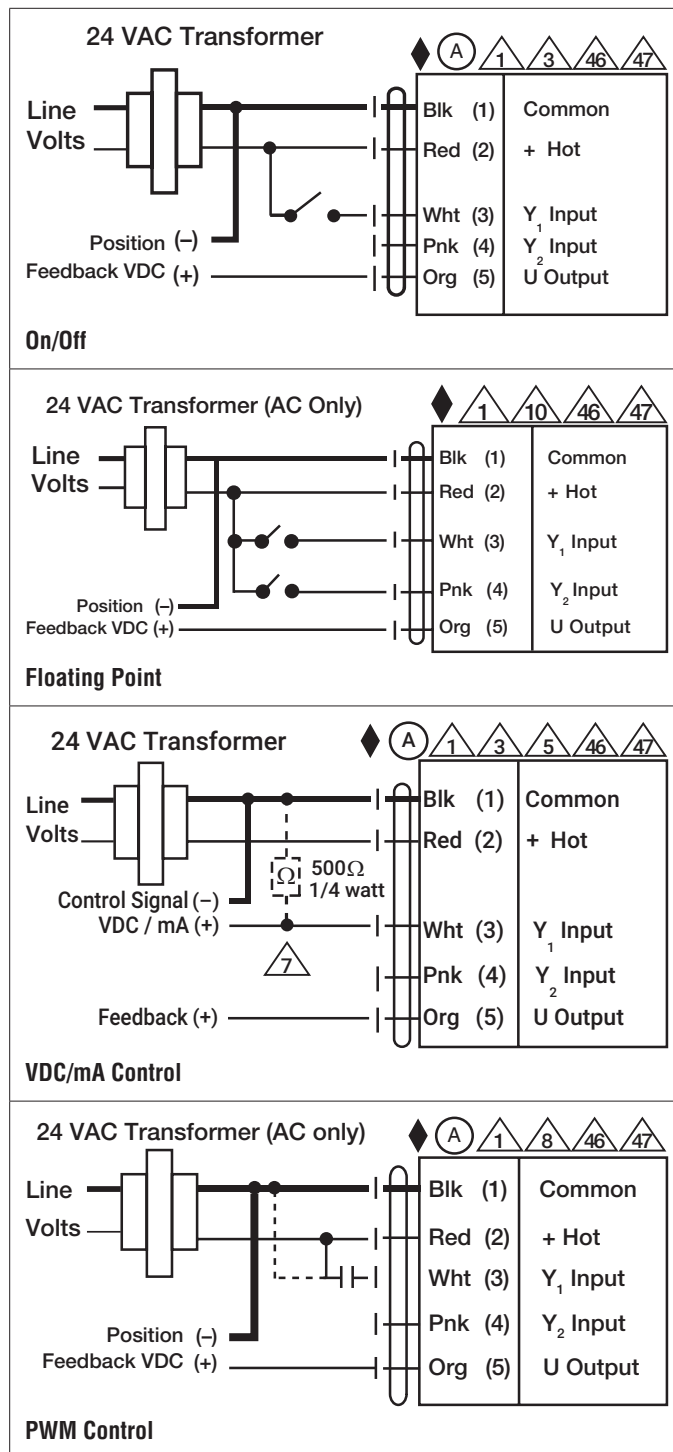 24 VAC Transformer
A 1 3 46 47
Line Volts
Blk (1) Common
Red (2) + Hot
Wht (3) Y1 Input
Position (–)
Pnk (4) Y2 Input
Feedback VDC (+)
Org (5) U Output
On/Off
24 VAC Transformer (AC Only)
1 10 46 47
Line Volts
Blk (1) Common
Red (2) + Hot
Wht (3) Y1 Input
Pnk (4) Y2 Input
Position (–)
Feedback VDC (+)
Org (5) U Output
Floating Point
24 VAC Transformer
A 1 3 5 46 47
Line Volts
Blk (1) Common
Red (2) + Hot
Ω 500Ω 1/4 watt
Control Signal (–)
VDC / mA (+)
Wht (3) Y1 Input
7
Pnk (4) Y2 Input
Feedback (+)
Org (5) U Output
VDC/mA Control
24 VAC Transformer (AC only)
A 1 8 46 47
Line
Volts
Blk (1) Common
Red (2) + Hot
Wht (3) Y1 Input
Pnk (4) Y2 Input
Position (–)
Feedback VDC (+)
Org (5) U Output
PWM Control